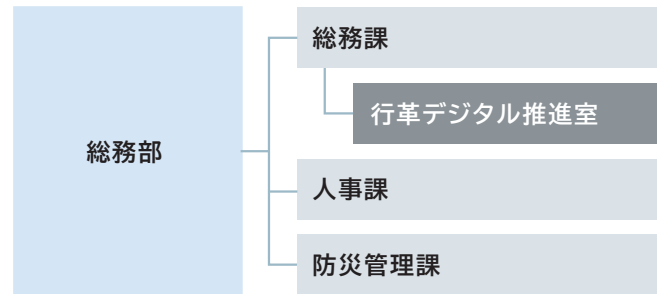 総務部
総務課
行革デジタル推進室
人事課
防災管理課